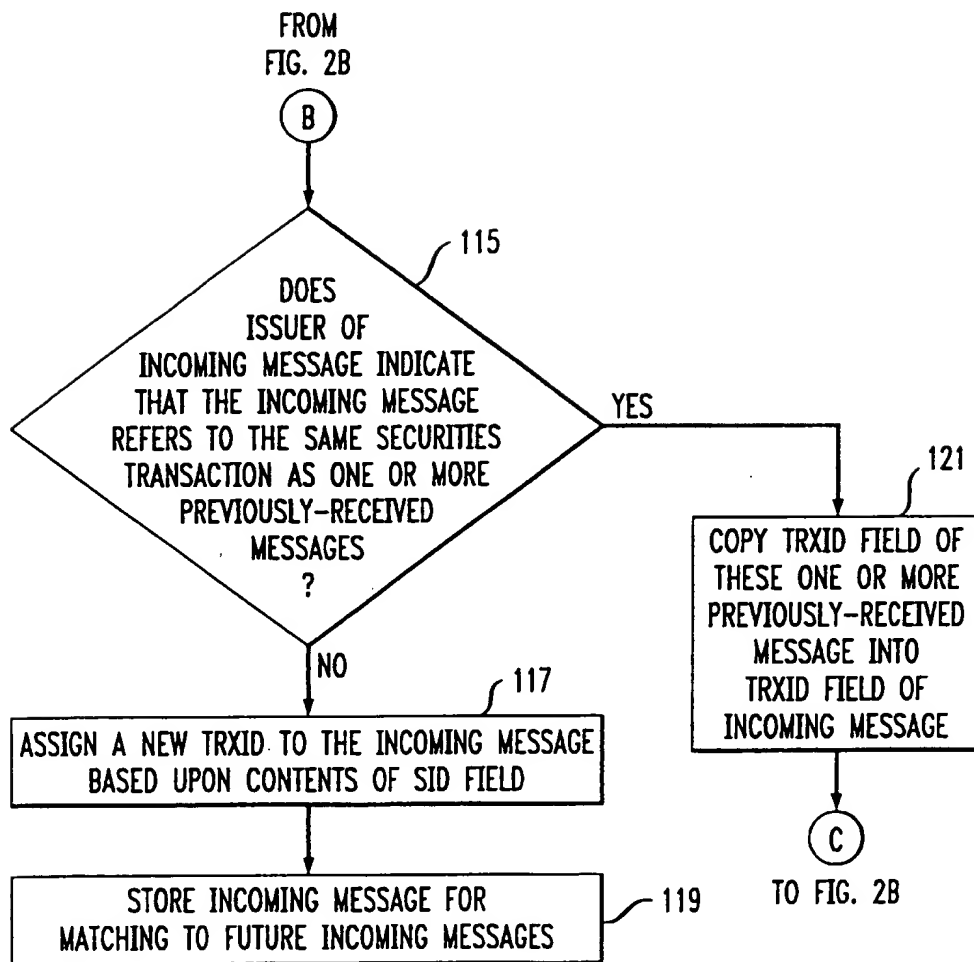 FROM
FIG. 2B
B
115
DOES
ISSUER OF
INCOMING MESSAGE INDICATE
THAT THE INCOMING MESSAGE
REFERS TO THE SAME SECURITIES
TRANSACTION AS ONE OR MORE
PREVIOUSLY-RECEIVED
MESSAGES
?
YES
121
COPY TRXID FIELD OF
THESE ONE OR MORE
PREVIOUSLY-RECEIVED
MESSAGE INTO
TRXID FIELD OF
INCOMING MESSAGE
C
TO FIG. 2B
NO
117
ASSIGN A NEW TRXID TO THE INCOMING MESSAGE
BASED UPON CONTENTS OF SID FIELD
STORE INCOMING MESSAGE FOR
MATCHING TO FUTURE INCOMING MESSAGES
119